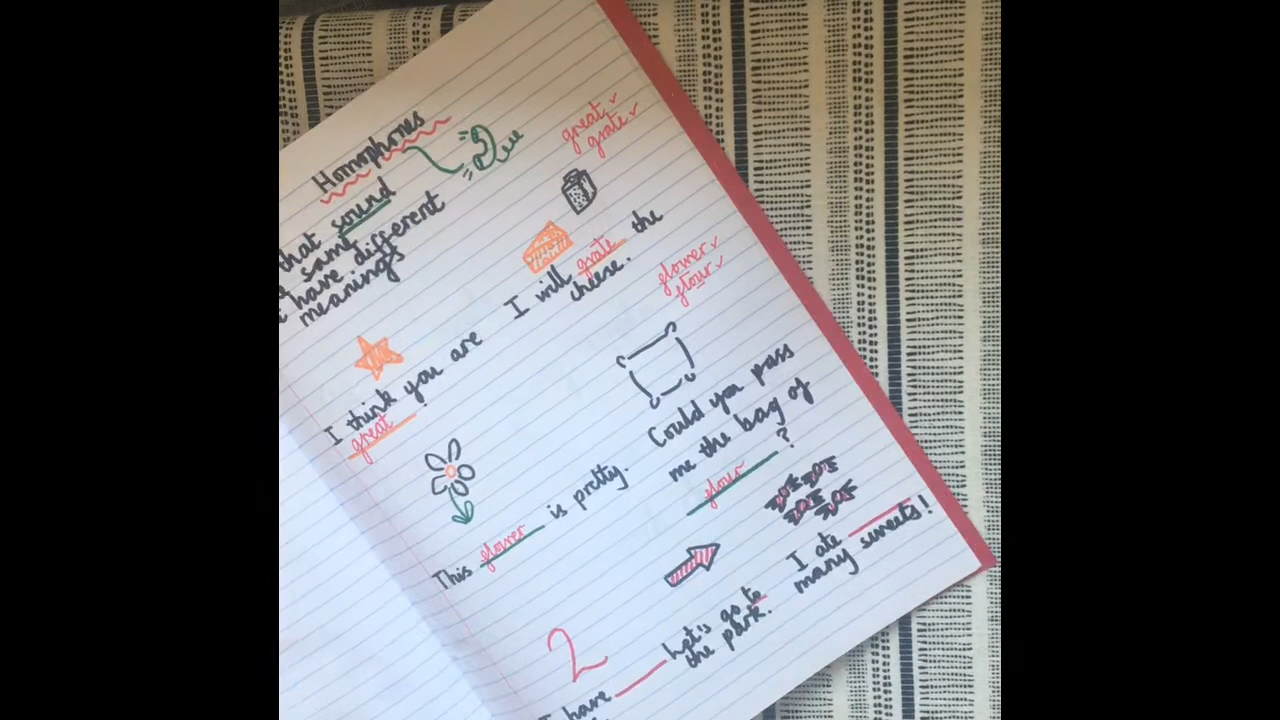 Homophones
that sound
same
have different
meanings
great ✓
grate ✓
I will grate the
cheese.
I think you are
great.
flower ✓
flour ✓
This flower is pretty.
Could you pass
me the bag of
flour ?
let's go to
the park.
I ate ____
many sweets!
2
I have ____